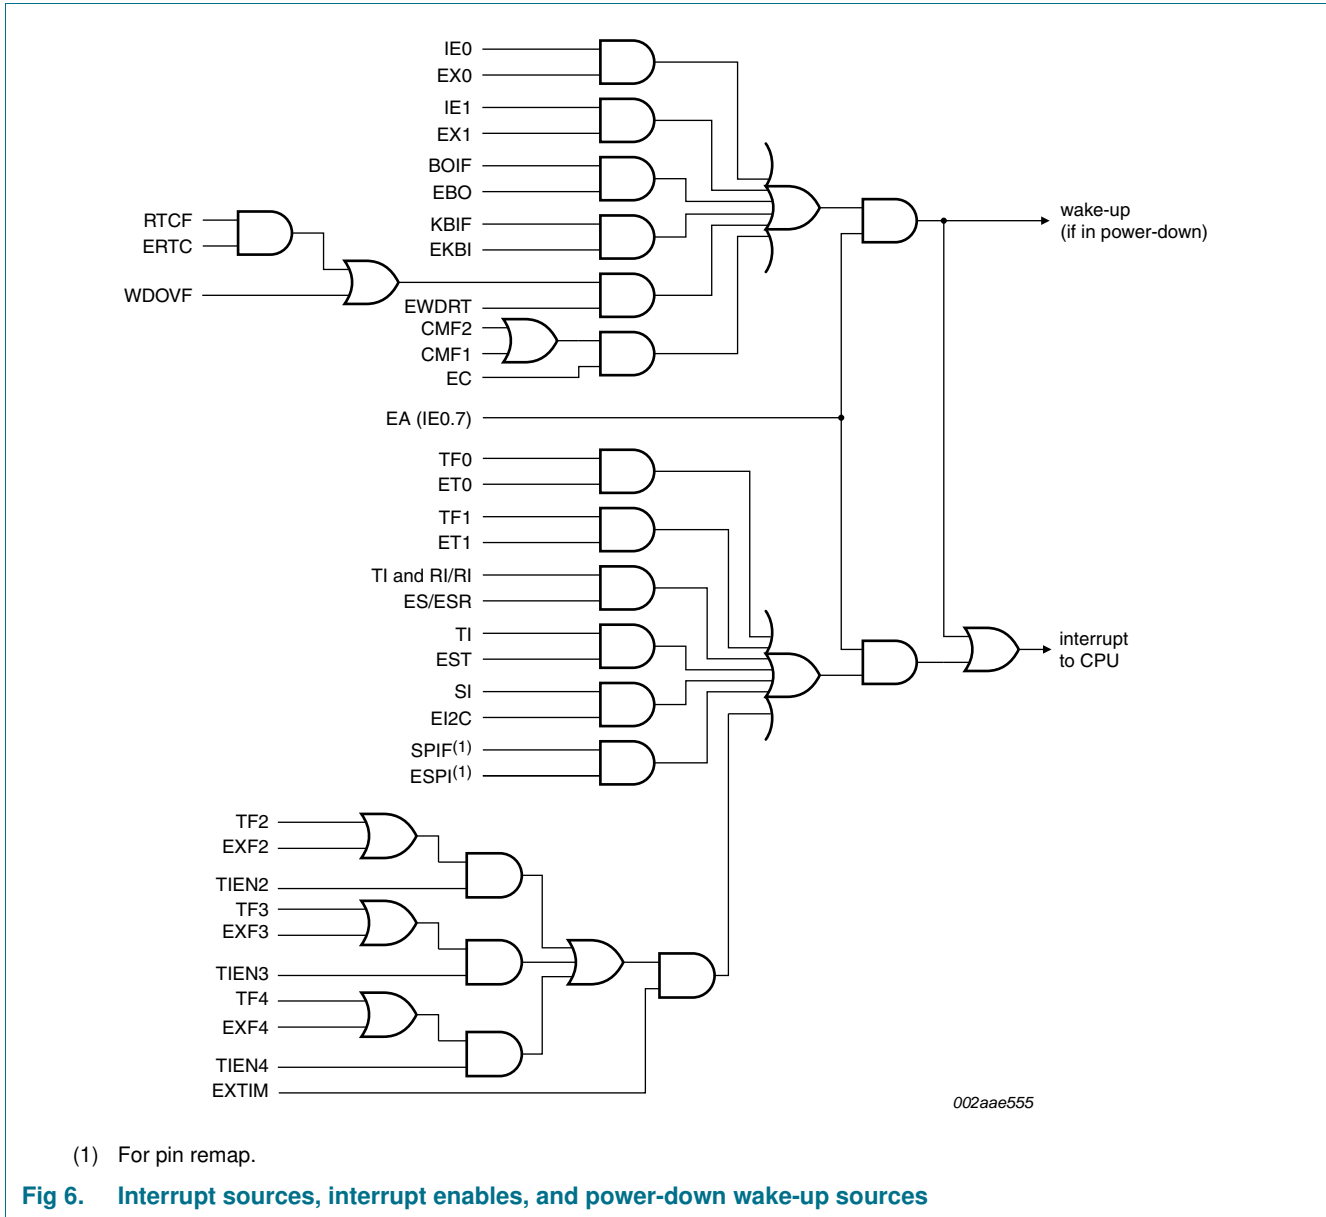 IE0
EX0
IE1
EX1
BOIF
EBO
KBIF
EKBI
RTCF
ERTC
WDOVF
EWDRT
CMF2
CMF1
EC
wake-up
(if in power-down)
EA (IE0.7)
TF0
ET0
TF1
ET1
TI and RI/RI
ES/ESR
TI
EST
SI
EI2C
SPIF(1)
ESPI(1)
interrupt
to CPU
TF2
EXF2
TIEN2
TF3
EXF3
TIEN3
TF4
EXF4
TIEN4
EXTIM
002aae555
(1) For pin remap.
Fig 6. Interrupt sources, interrupt enables, and power-down wake-up sources